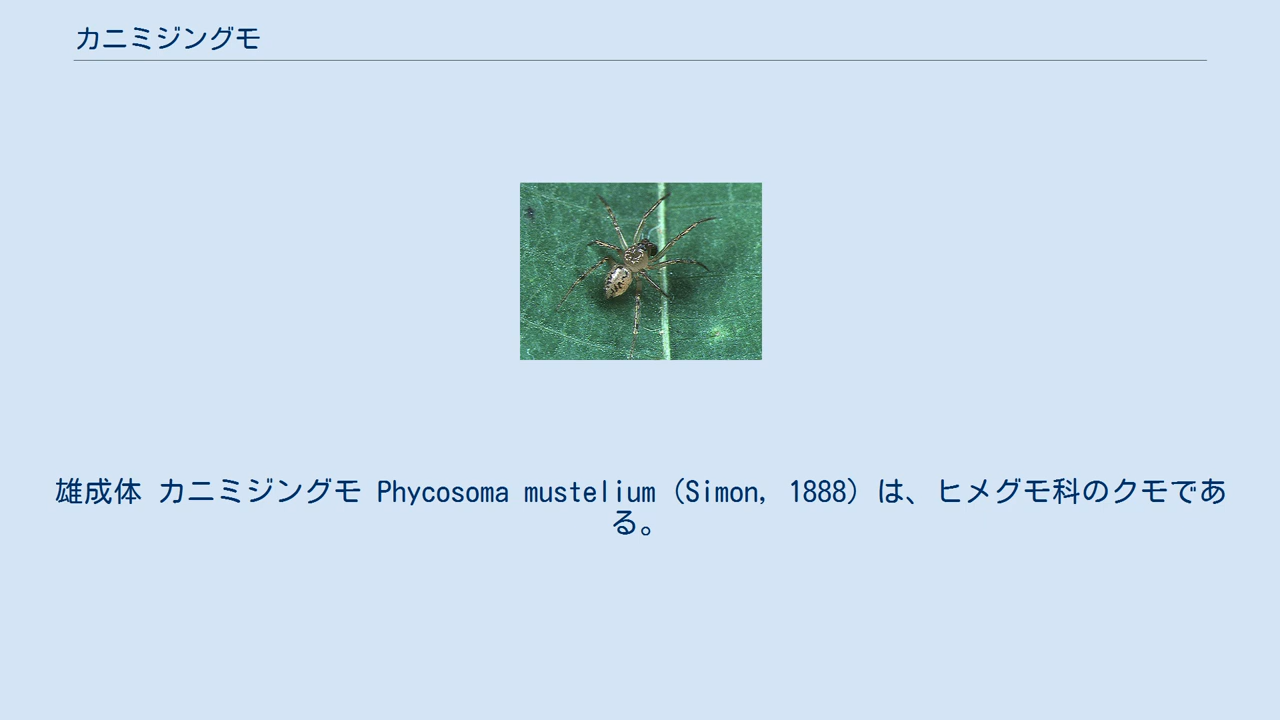 カニミジングモ
雄成体 カニミジングモ Phycosoma mustelium (Simon, 1888) は、ヒメグモ科のクモであ
る。